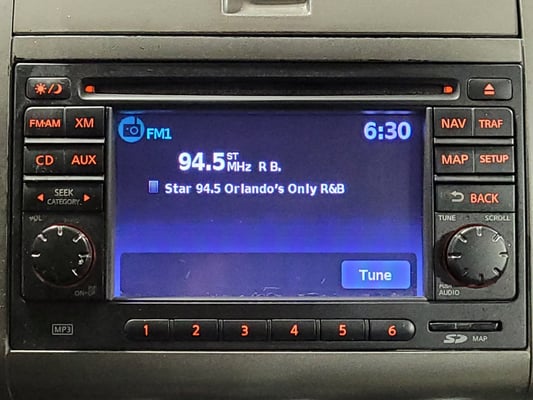 FM·AM XM
CD AUX
SEEK
CATEGORY
VOL
MP3
FM1
6:30
94.5 ST MHz R B.
Star 94.5 Orlando's Only R&B
Tune
1 2 3 4 5 6
NAV TRAF
MAP SETUP
BACK
TUNE SCROLL
PUSH
AUDIO
SD MAP